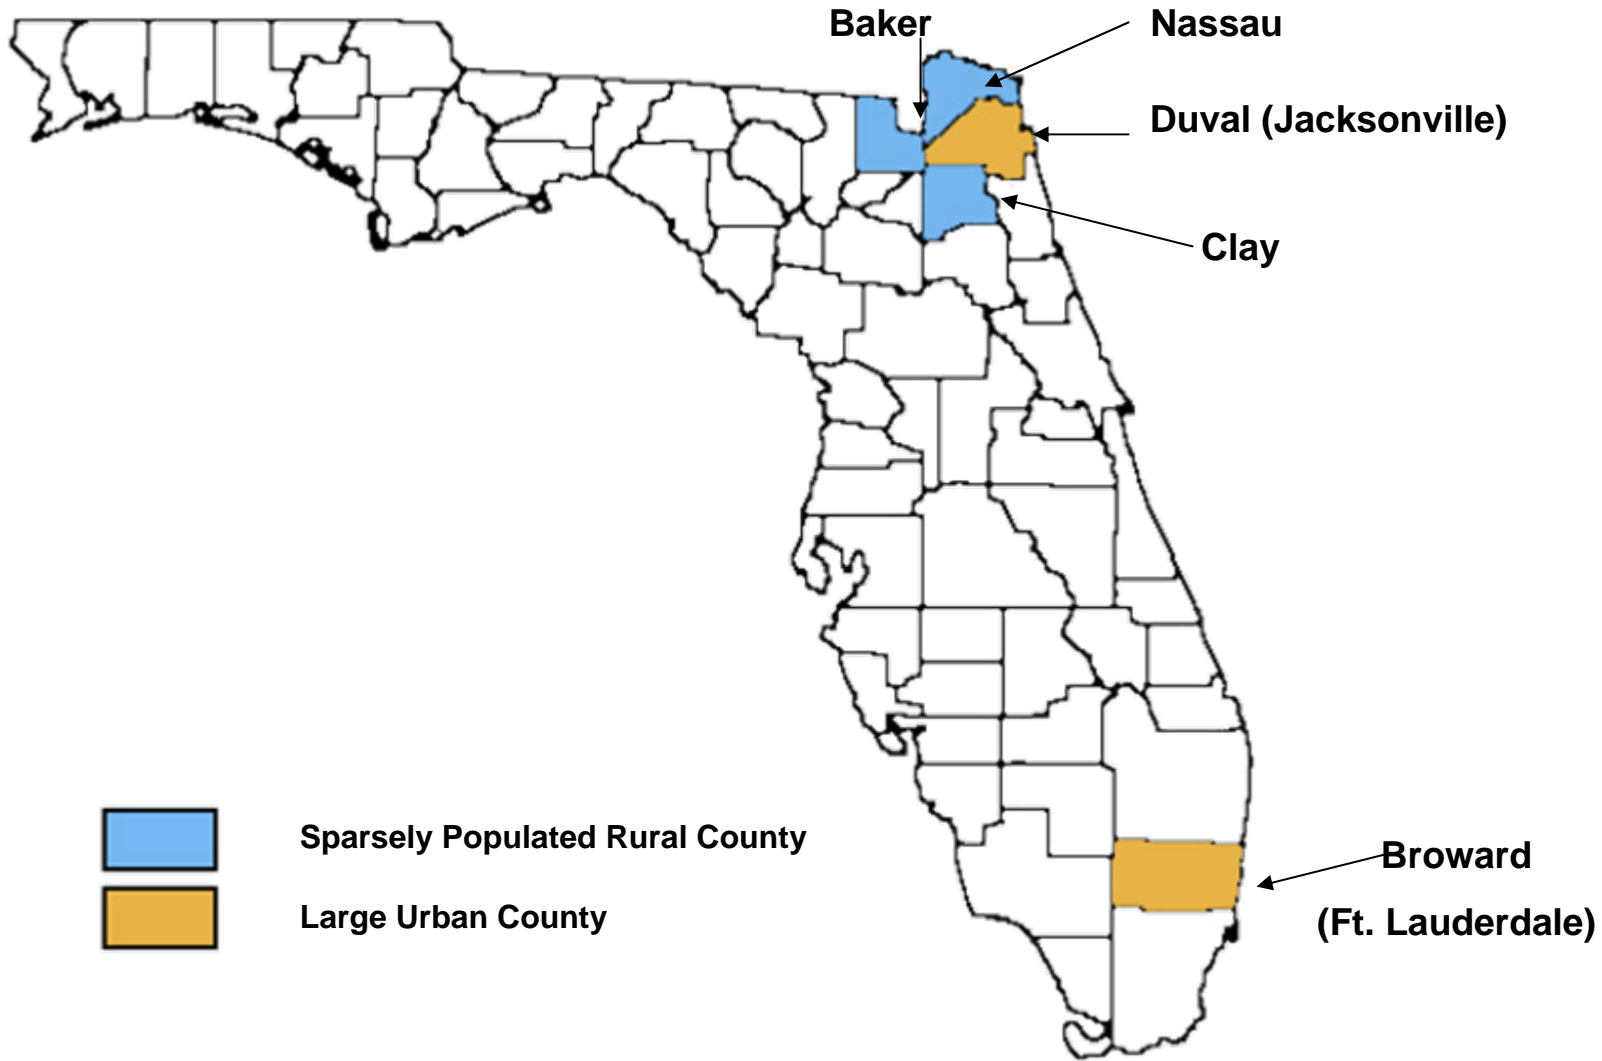 Baker
Nassau
Duval (Jacksonville)
Clay
Sparsely Populated Rural County
Large Urban County
Broward
(Ft. Lauderdale)